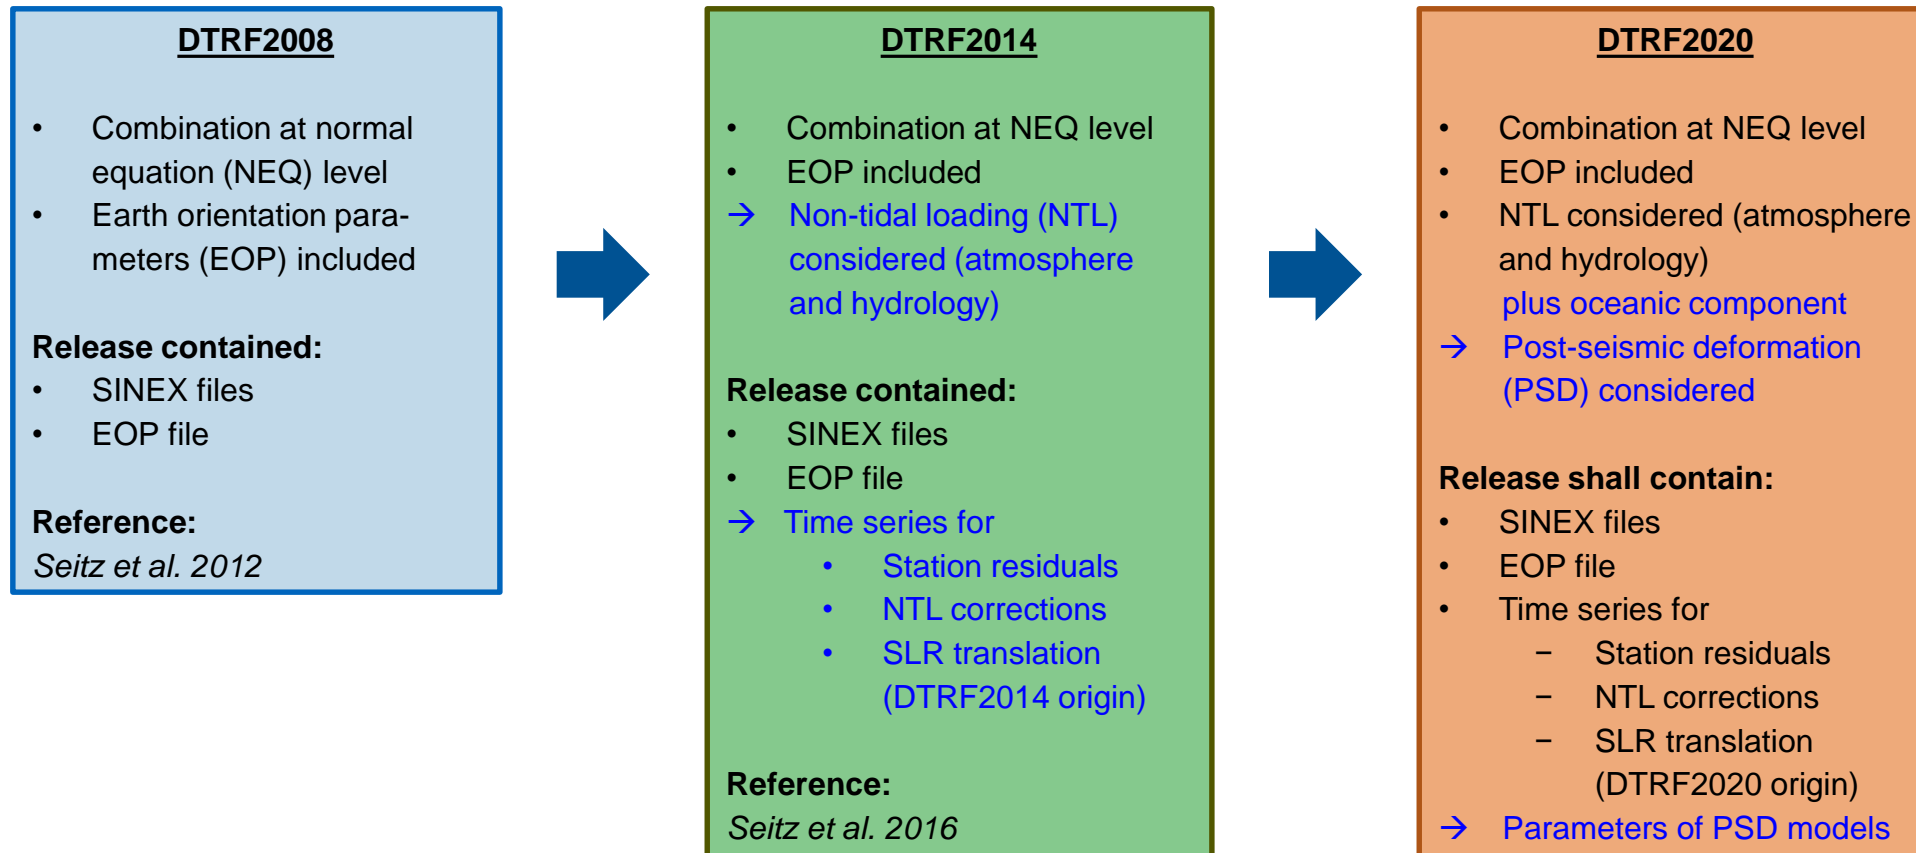 DTRF2008
• Combination at normal
equation (NEQ) level
• Earth orientation para-
meters (EOP) included
Release contained:
• SINEX files
• EOP file
Reference:
Seitz et al. 2012
DTRF2014
• Combination at NEQ level
• EOP included
→ Non-tidal loading (NTL)
considered (atmosphere
and hydrology)
Release contained:
• SINEX files
• EOP file
→ Time series for
• Station residuals
• NTL corrections
• SLR translation
(DTRF2014 origin)
Reference:
Seitz et al. 2016
DTRF2020
• Combination at NEQ level
• EOP included
• NTL considered (atmosphere
and hydrology)
plus oceanic component
→ Post-seismic deformation
(PSD) considered
Release shall contain:
• SINEX files
• EOP file
• Time series for
− Station residuals
− NTL corrections
− SLR translation
(DTRF2020 origin)
→ Parameters of PSD models